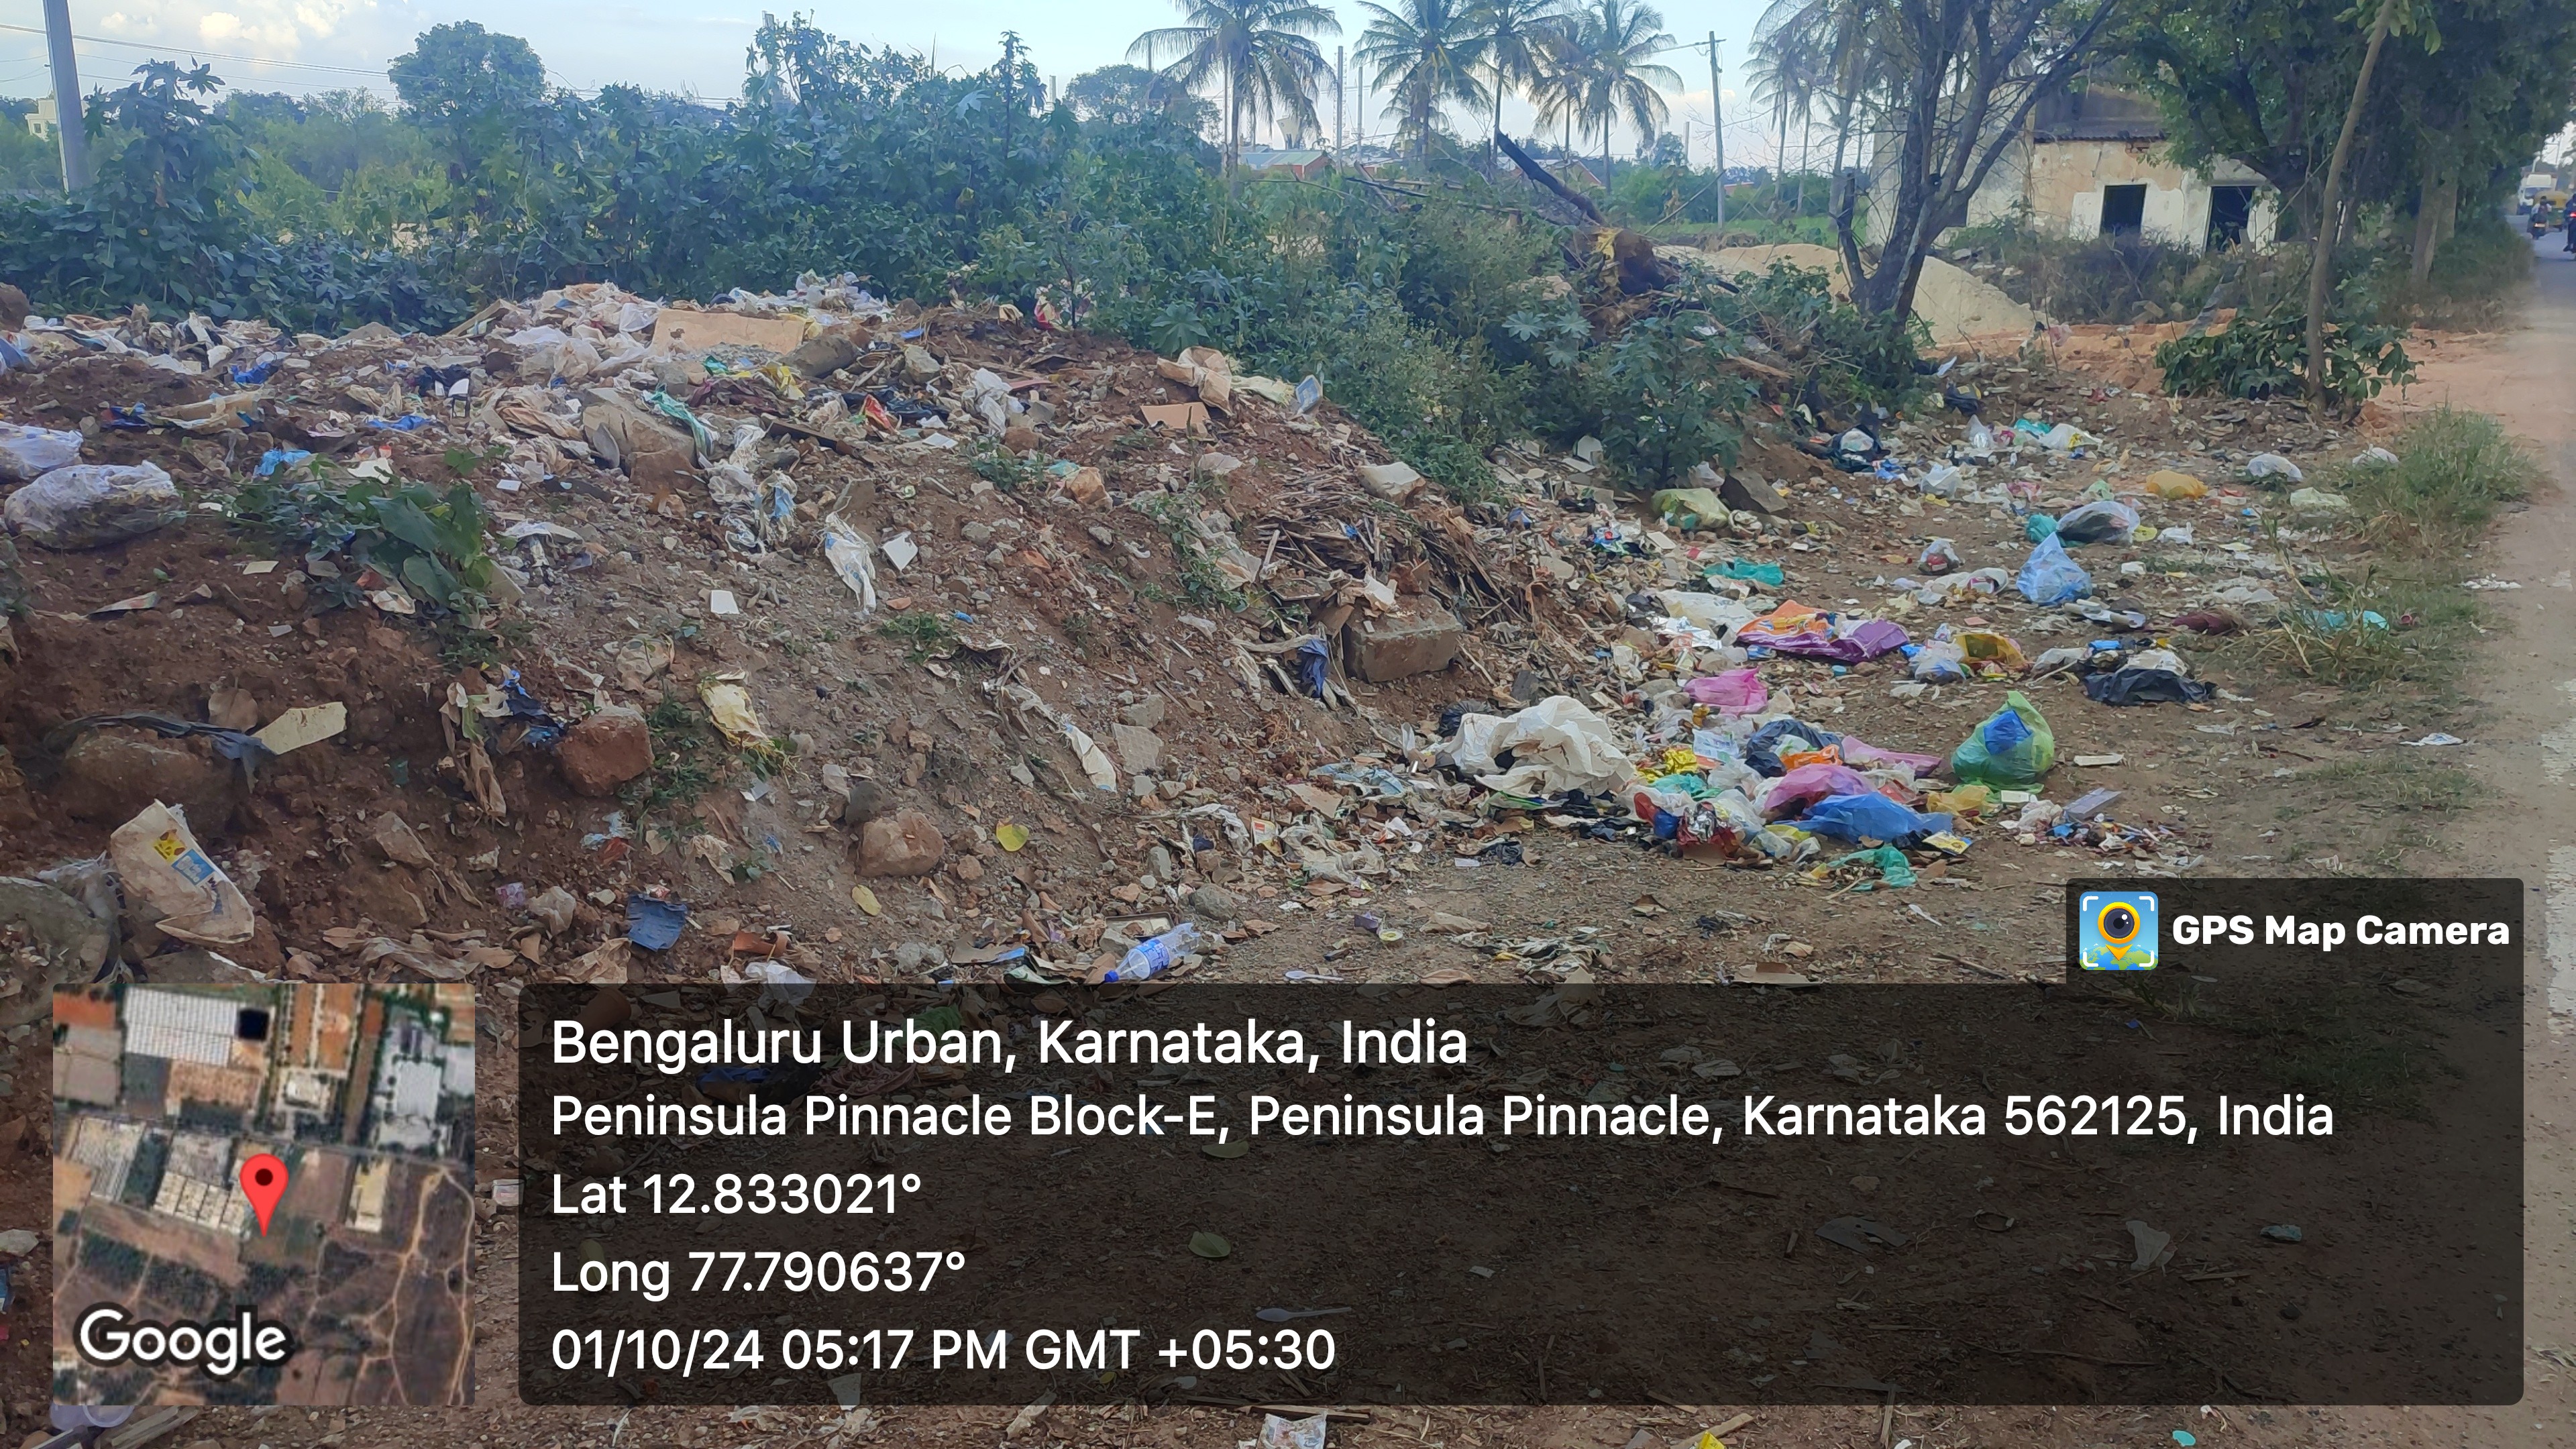 GPS Map Camera
Bengaluru Urban, Karnataka, India
Peninsula Pinnacle Block-E, Peninsula Pinnacle, Karnataka 562125, India
Lat 12.833021°
Long 77.790637°
01/10/24 05:17 PM GMT +05:30
Google